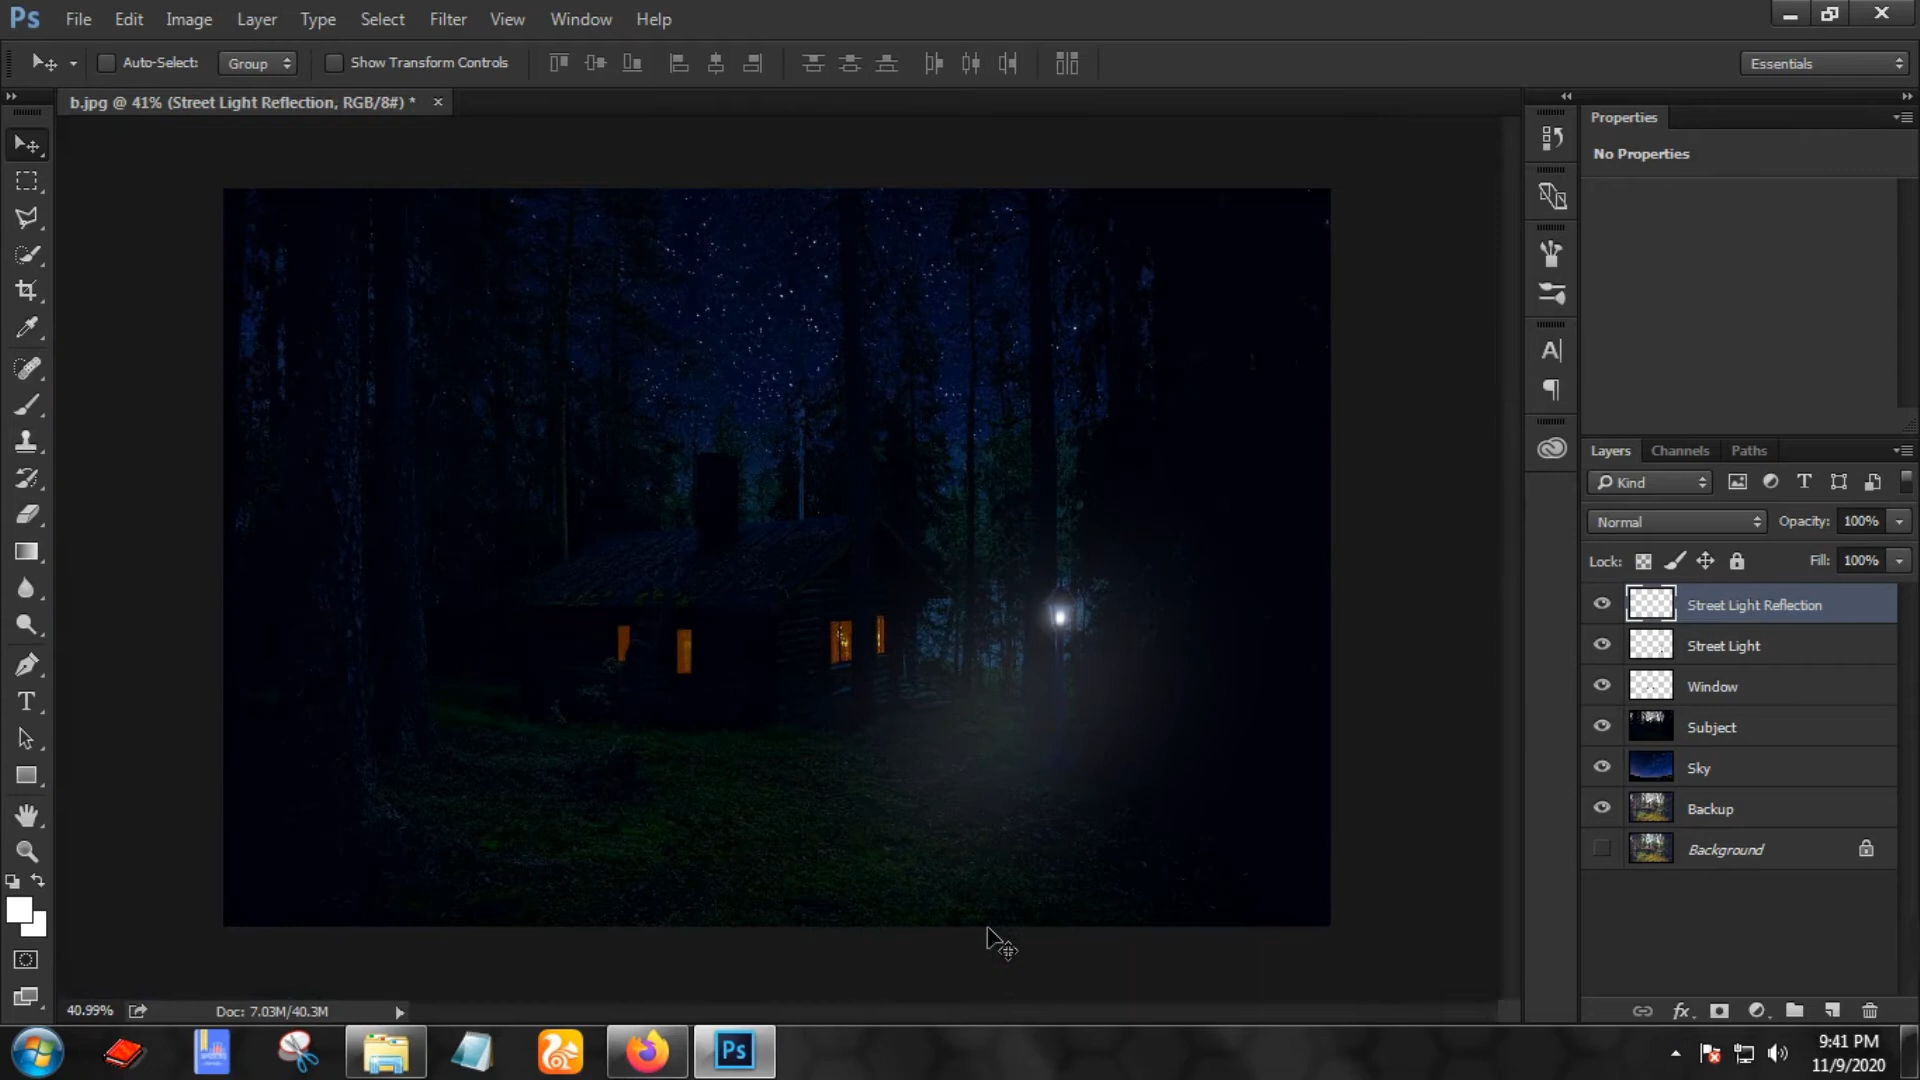 Ps File Edit Image Layer Type Select Filter View Window Help
Auto-Select: Group Show Transform Controls Essentials
b.jpg @ 41% (Street Light Reflection, RGB/8#) * ×
Properties
No Properties
Layers Channels Paths
Kind
Normal Opacity: 100%
Lock: Fill: 100%
Street Light Reflection
Street Light
Window
Subject
Sky
Backup
Background
40.99% Doc: 7.03M/40.3M
Ps
9:41 PM
11/9/2020